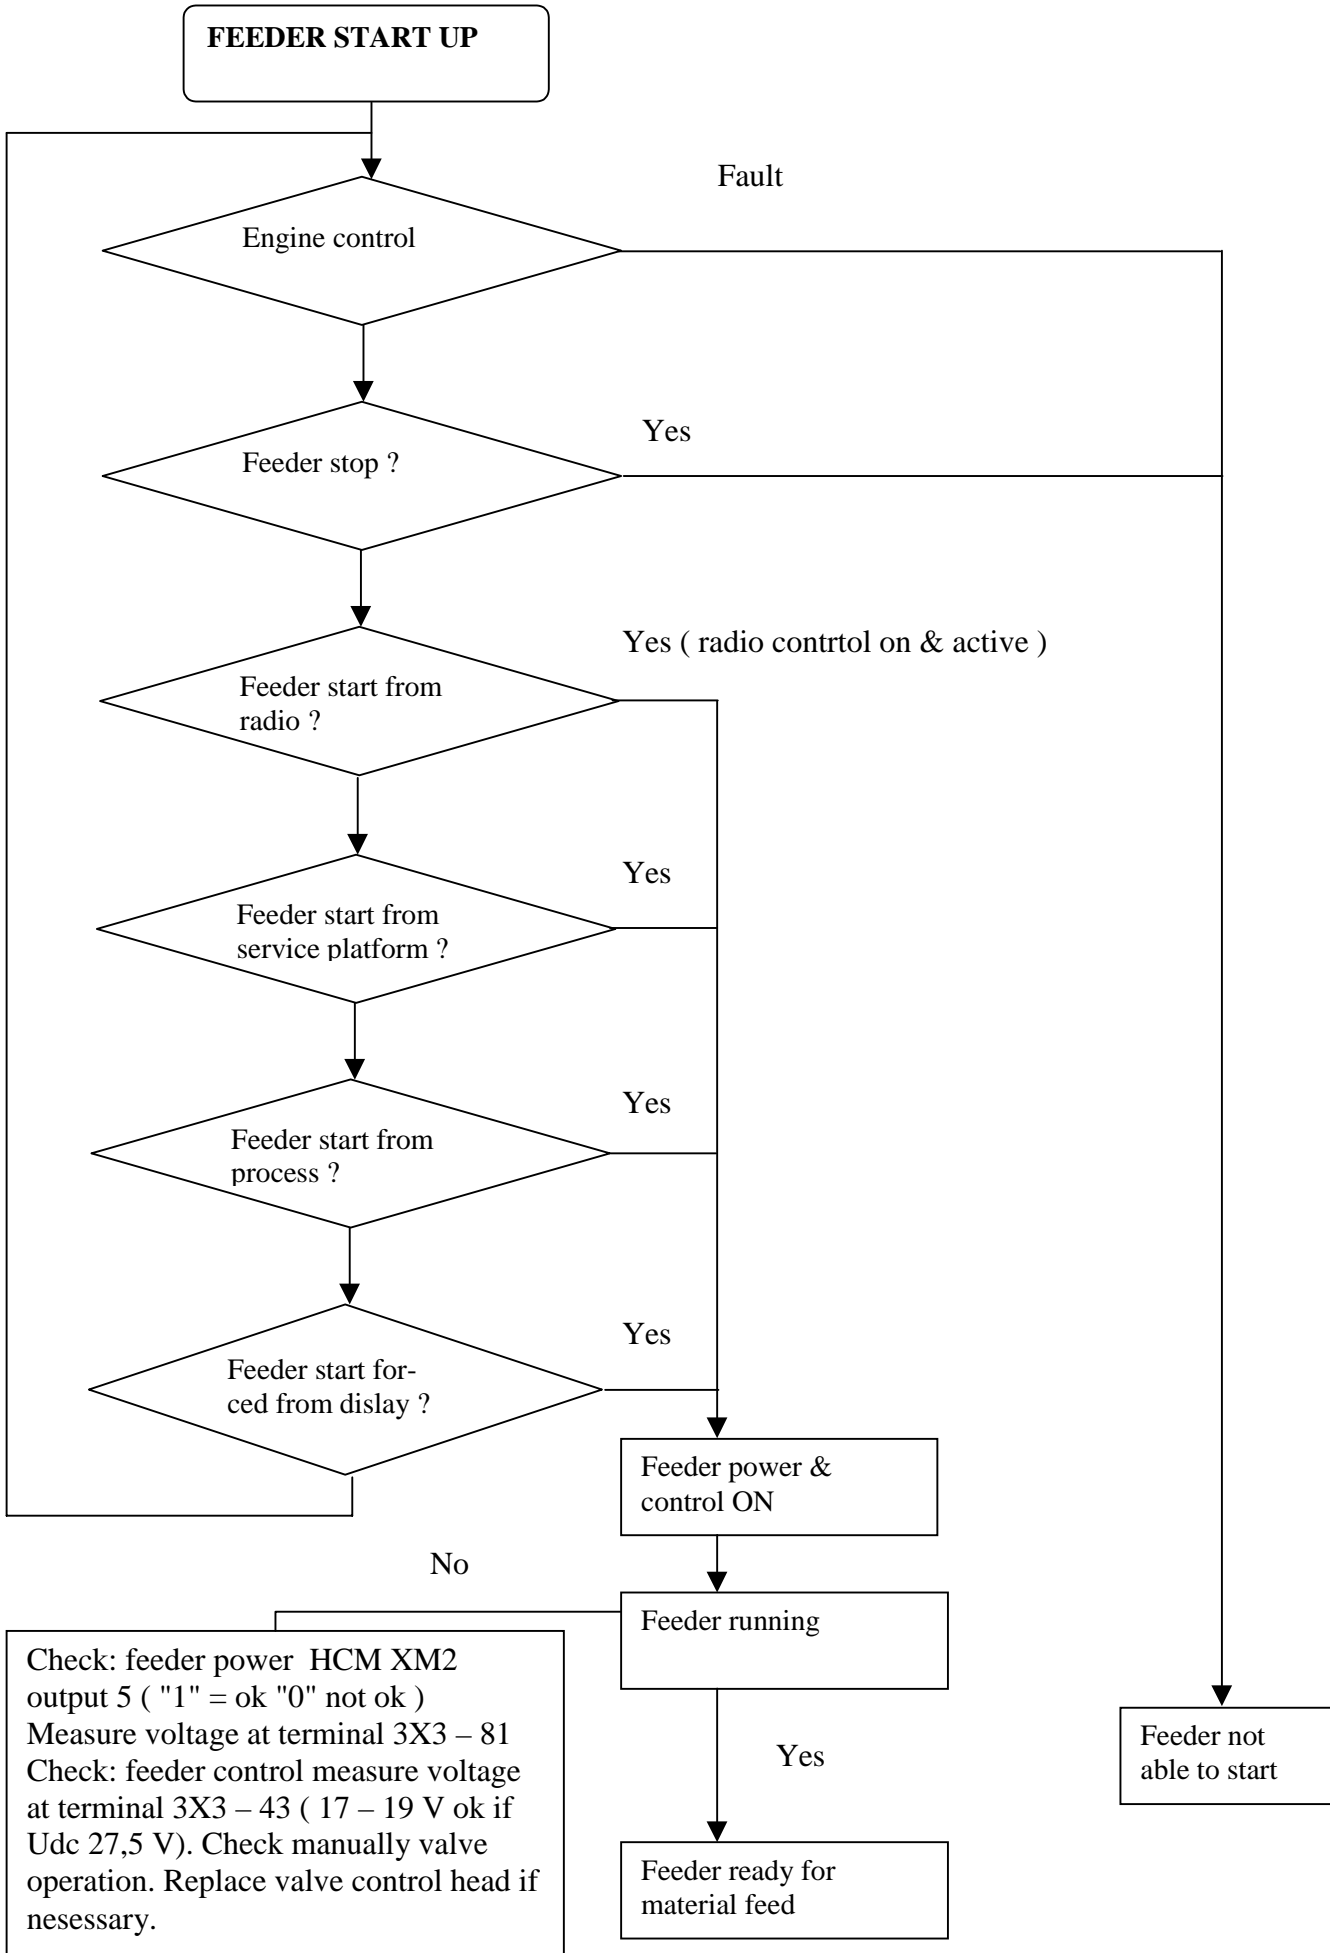 FEEDER START UP
Fault
Engine control
Yes
Feeder stop ?
Yes ( radio contrtol on & active )
Feeder start from
radio ?
Yes
Feeder start from
service platform ?
Yes
Feeder start from
process ?
Yes
Feeder start for-
ced from dislay ?
Feeder power &
control ON
No
Feeder running
Check: feeder power  HCM XM2
output 5 ( "1" = ok "0" not ok )
Measure voltage at terminal 3X3 – 81
Check: feeder control measure voltage
at terminal 3X3 – 43 ( 17 – 19 V ok if
Udc 27,5 V). Check manually valve
operation. Replace valve control head if
nesessary.
Yes
Feeder not
able to start
Feeder ready for
material feed